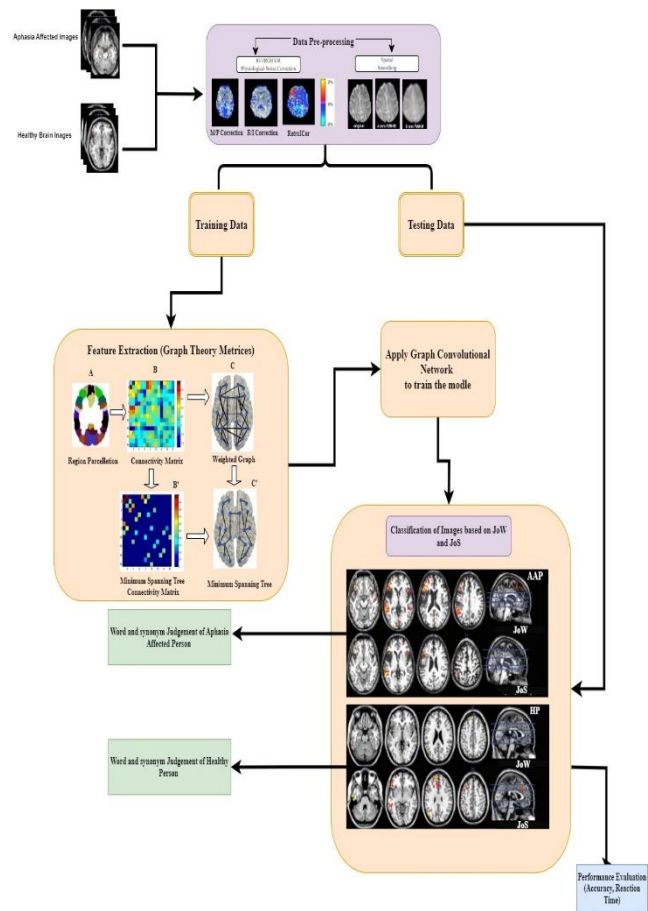 Aphasia Affected Images
Healthy Brain Images
Data Pre-processing
(Physiological Noise Correction)
Spatial
Smoothing
M/P Correction
R/I Correction
RetroICor
Original
Training Data
Testing Data
Feature Extraction (Graph Theory Metrices)
A
B
C
Region Parcelletion
Connectivity Matrix
Weighted Graph
B'
C'
Minimum Spanning Tree
Connectivity Matrix
Minimum Spanning Tree
Apply Graph Convolutional
Network
to train the modle
Classification of Images based on JoW
and JoS
AAP
JoW
JoS
HP
JoW
JoS
Word and synonym Judgement of Aphasia
Affected Person
Word and synonym Judgement of Healthy
Person
Performance Evaluation
(Accuracy, Reaction
Time)